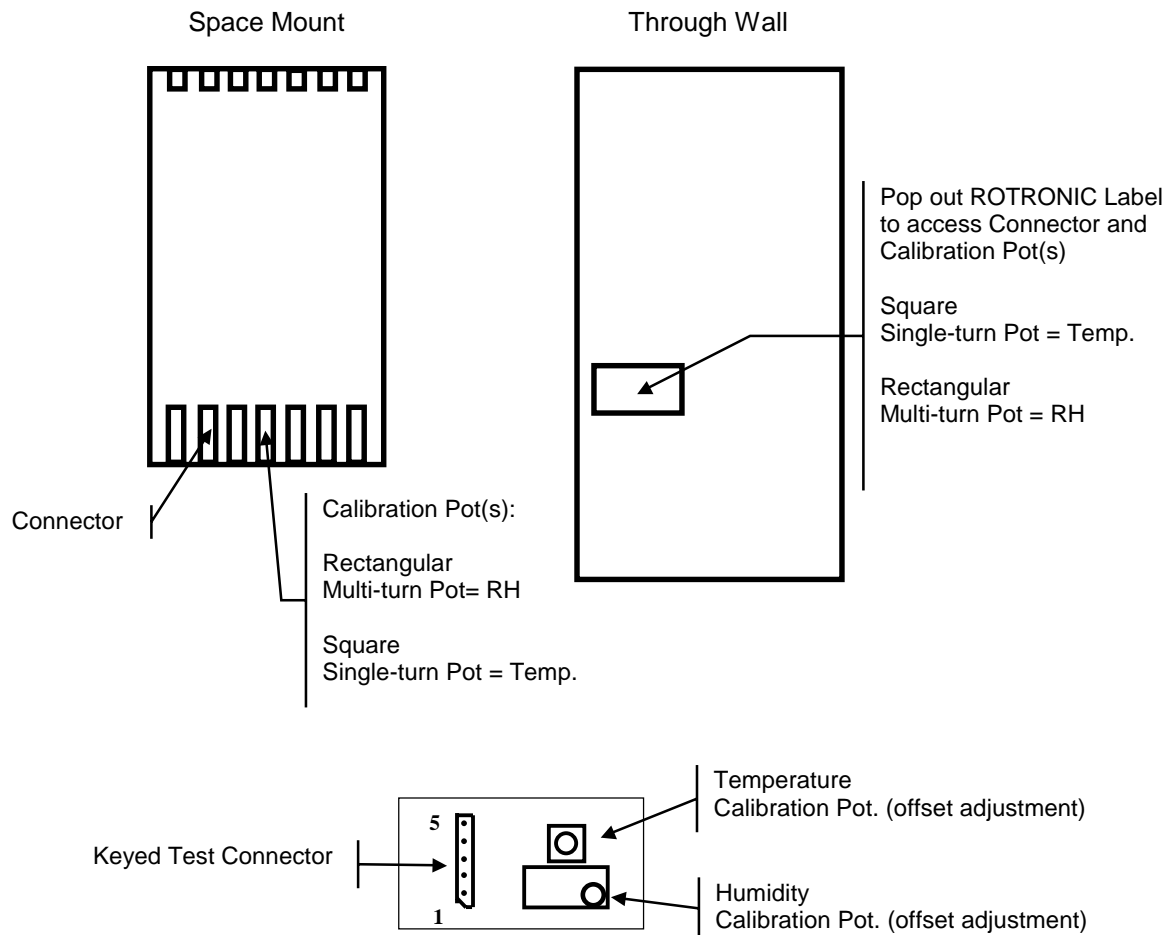 Space Mount
Through Wall
Pop out ROTRONIC Label
to access Connector and
Calibration Pot(s)
Square
Single-turn Pot = Temp.
Rectangular
Multi-turn Pot = RH
Connector
Calibration Pot(s):
Rectangular
Multi-turn Pot= RH
Square
Single-turn Pot = Temp.
Temperature
Calibration Pot. (offset adjustment)
5
Keyed Test Connector
1
Humidity
Calibration Pot. (offset adjustment)